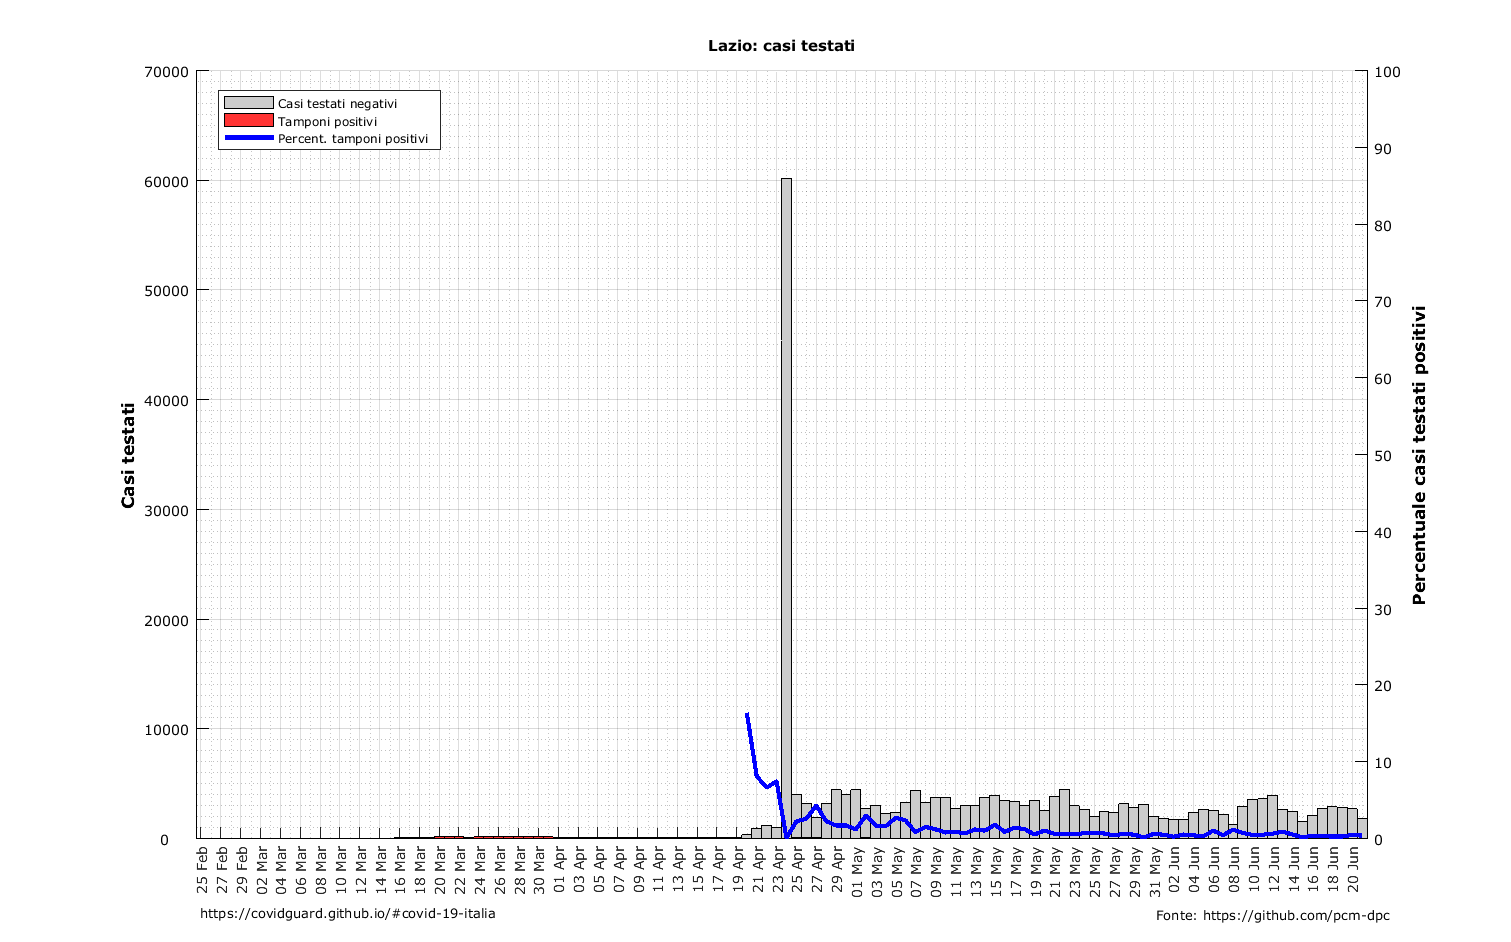 Lazio: casi testati
70000
60000
50000
40000
30000
20000
10000
0
Casi testati
Casi testati negativi
Tamponi positivi
Percent. tamponi positivi
100
90
80
70
60
50
40
30
20
10
0
Percentuale casi testati positivi
25 Feb
27 Feb
29 Feb
02 Mar
04 Mar
06 Mar
08 Mar
10 Mar
12 Mar
14 Mar
16 Mar
18 Mar
20 Mar
22 Mar
24 Mar
26 Mar
28 Mar
30 Mar
01 Apr
03 Apr
05 Apr
07 Apr
09 Apr
11 Apr
13 Apr
15 Apr
17 Apr
19 Apr
21 Apr
23 Apr
25 Apr
27 Apr
29 Apr
01 May
03 May
05 May
07 May
09 May
11 May
13 May
15 May
17 May
19 May
21 May
23 May
25 May
27 May
29 May
31 May
02 Jun
04 Jun
06 Jun
08 Jun
10 Jun
12 Jun
14 Jun
16 Jun
18 Jun
20 Jun
https://covidguard.github.io/#covid-19-italia
Fonte: https://github.com/pcm-dpc